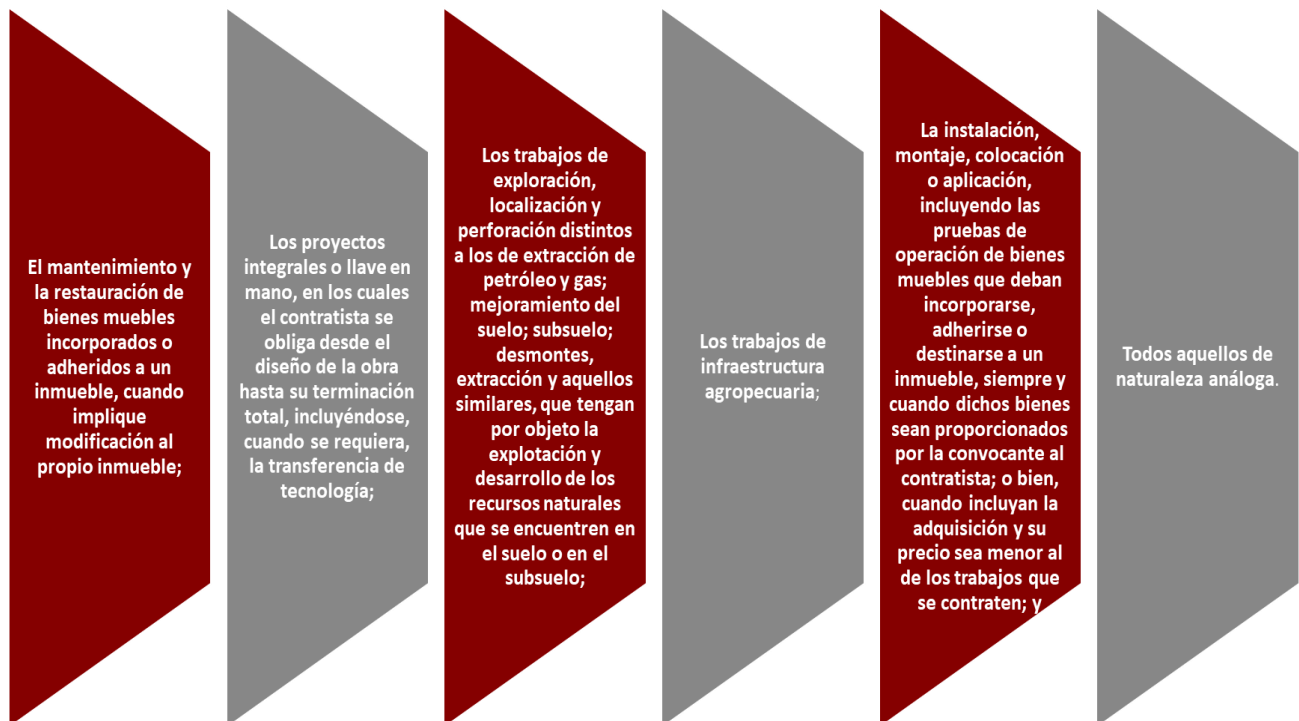 El mantenimiento y
la restauración de
bienes muebles
incorporados o
adheridos a un
inmueble, cuando
implique
modificación al
propio inmueble;
Los proyectos
integrales o llave en
mano, en los cuales
el contratista se
obliga desde el
diseño de la obra
hasta su terminación
total, incluyéndose,
cuando se requiera,
la transferencia de
tecnología;
Los trabajos de
exploración,
localización y
perforación distintos
a los de extracción de
petróleo y gas;
mejoramiento del
suelo; subsuelo;
desmontes,
extracción y aquellos
similares, que tengan
por objeto la
explotación y
desarrollo de los
recursos naturales
que se encuentren en
el suelo o en el
subsuelo;
Los trabajos de
infraestructura
agropecuaria;
La instalación,
montaje, colocación
o aplicación,
incluyendo las
pruebas de
operación de bienes
muebles que deban
incorporarse,
adherirse o
destinarse a un
inmueble, siempre y
cuando dichos bienes
sean proporcionados
por la convocante al
contratista; o bien,
cuando incluyan la
adquisición y su
precio sea menor al
de los trabajos que
se contraten; y
Todos aquellos de
naturaleza análoga.